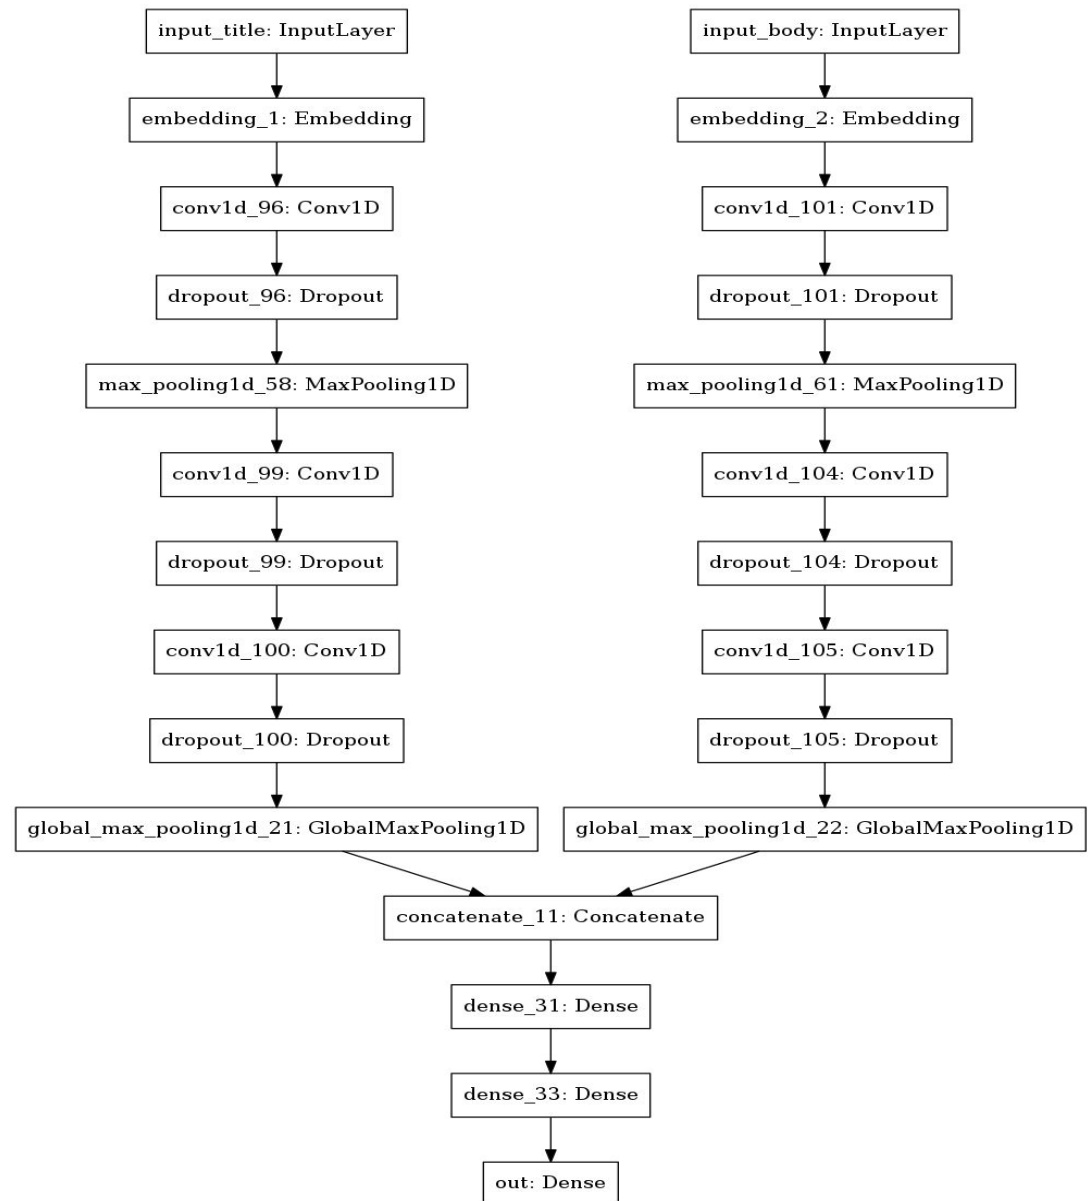 input_title: InputLayer
input_body: InputLayer
embedding_1: Embedding
embedding_2: Embedding
conv1d_96: Conv1D
conv1d_101: Conv1D
dropout_96: Dropout
dropout_101: Dropout
max_pooling1d_58: MaxPooling1D
max_pooling1d_61: MaxPooling1D
conv1d_99: Conv1D
conv1d_104: Conv1D
dropout_99: Dropout
dropout_104: Dropout
conv1d_100: Conv1D
conv1d_105: Conv1D
dropout_100: Dropout
dropout_105: Dropout
global_max_pooling1d_21: GlobalMaxPooling1D
global_max_pooling1d_22: GlobalMaxPooling1D
concatenate_11: Concatenate
dense_31: Dense
dense_33: Dense
out: Dense